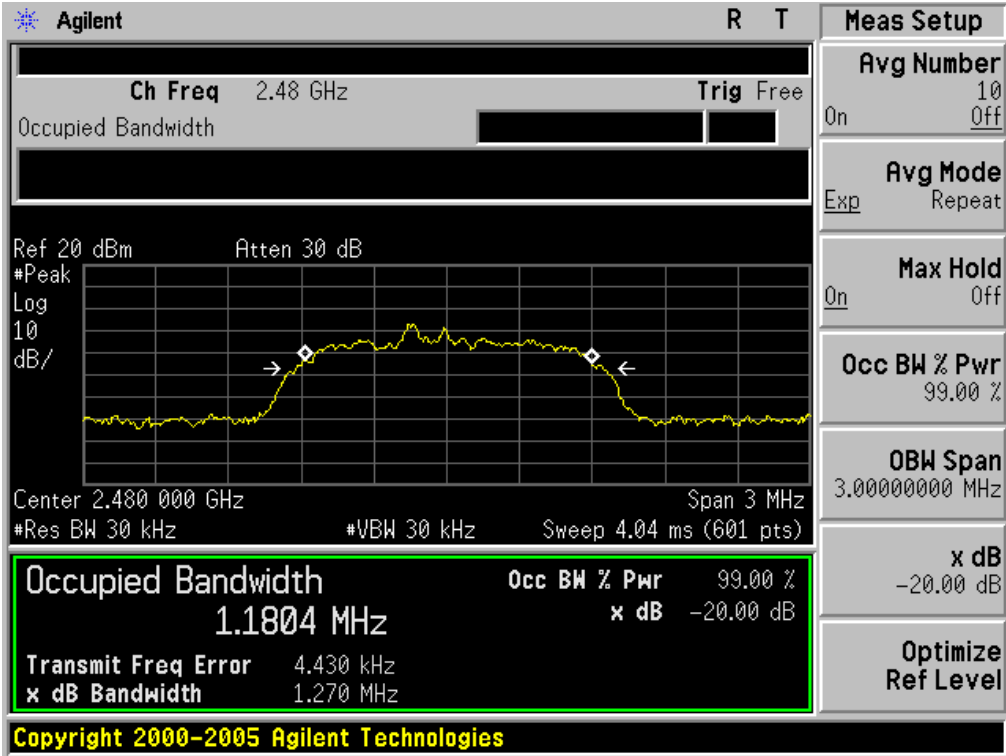 Agilent R T
Ch Freq 2.48 GHz Trig Free
Occupied Bandwidth
Ref 20 dBm Atten 30 dB
#Peak
Log
10
dB/
Center 2.480 000 GHz Span 3 MHz
#Res BW 30 kHz #VBW 30 kHz Sweep 4.04 ms (601 pts)
Occupied Bandwidth
1.1804 MHz
Occ BW % Pwr 99.00 %
x dB -20.00 dB
Transmit Freq Error 4.430 kHz
x dB Bandwidth 1.270 MHz
Copyright 2000-2005 Agilent Technologies
Meas Setup
Avg Number
10
On Off
Avg Mode
Exp Repeat
Max Hold
On Off
Occ BW % Pwr
99.00 %
OBW Span
3.00000000 MHz
x dB
-20.00 dB
Optimize
Ref Level